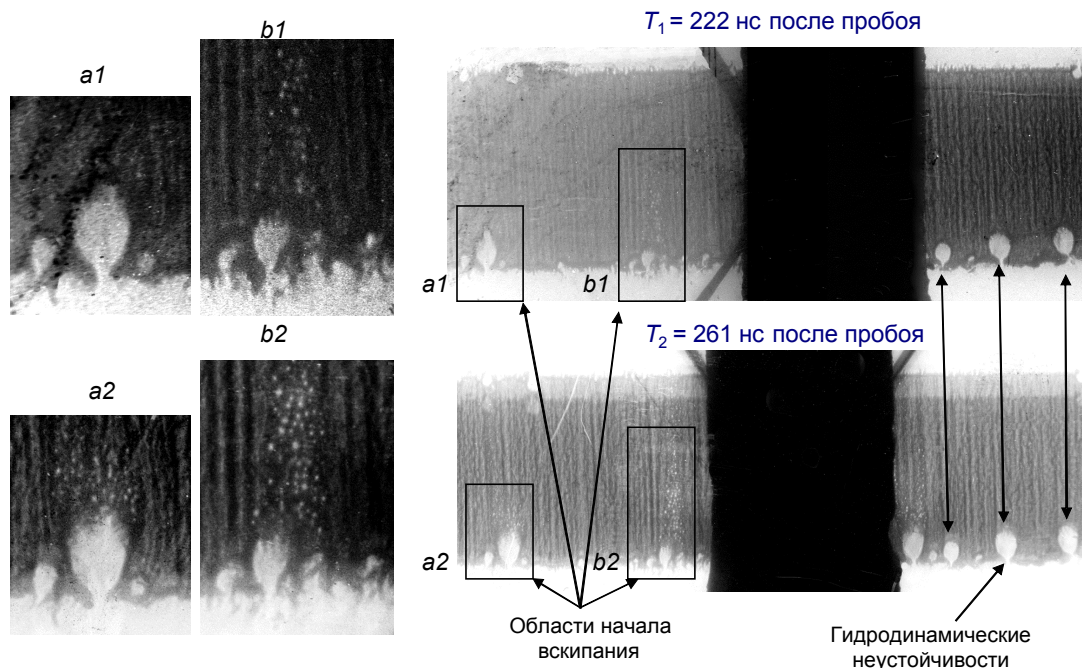 b1
T1 = 222 нс после пробоя
a1
b2
a1
b1
T2 = 261 нс после пробоя
a2
a2
b2
Области начала
вскипания
Гидродинамические
неустойчивости